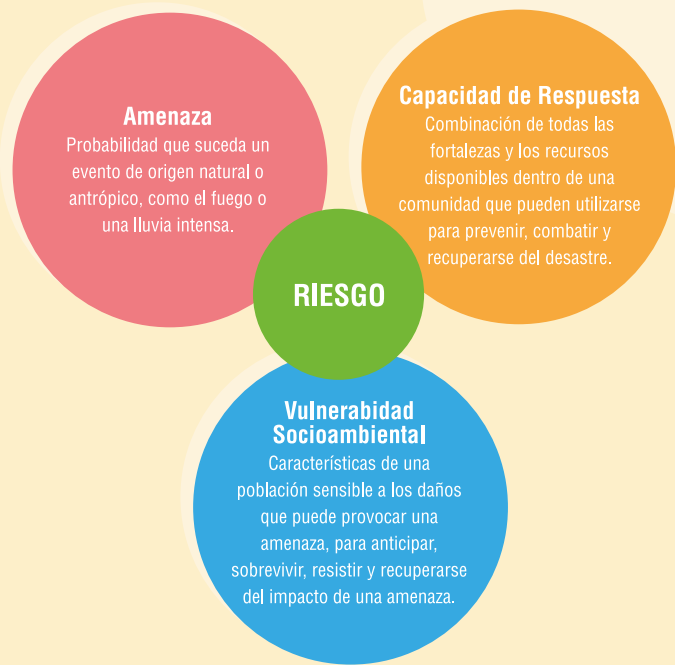 Amenaza
Probabilidad que suceda un
evento de origen natural o
antrópico, como el fuego o
una lluvia intensa.
Capacidad de Respuesta
Combinación de todas las
fortalezas y los recursos
disponibles dentro de una
comunidad que pueden utilizarse
para prevenir, combatir y
recuperarse del desastre.
RIESGO
Vulnerabidad
Socioambiental
Características de una
población sensible a los daños
que puede provocar una
amenaza, para anticipar,
sobrevivir, resistir y recuperarse
del impacto de una amenaza.